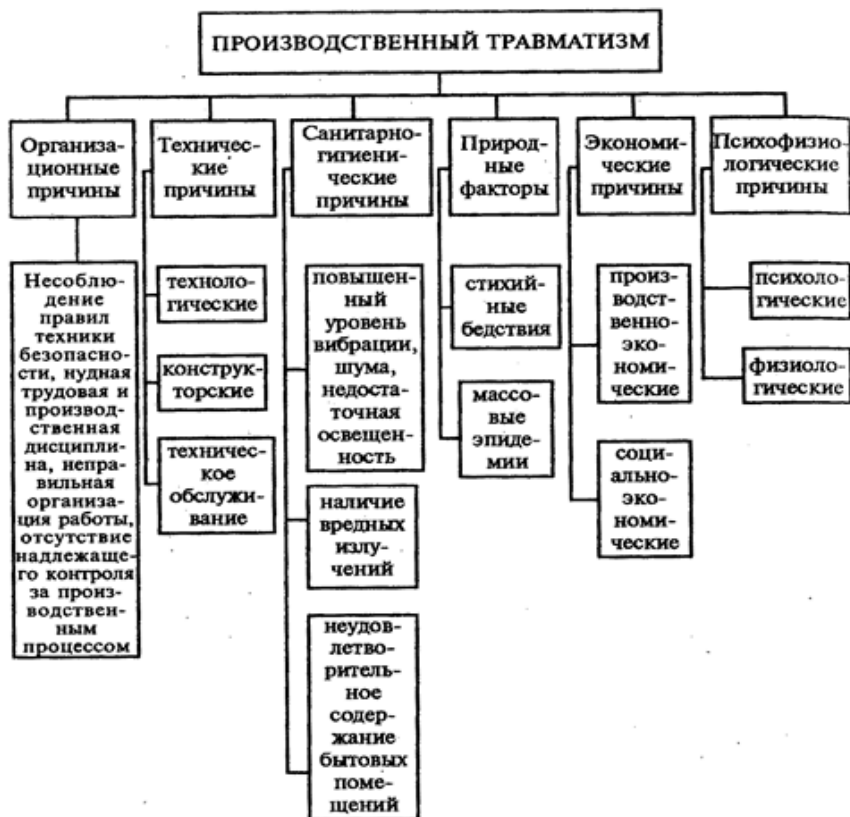 ПРОИЗВОДСТВЕННЫЙ ТРАВМАТИЗМ
Организа-
ционные
причины
Техничес-
кие
причины
Санитарно-
гигиени-
ческие
причины
Природ-
ные
факторы
Экономи-
ческие
причины
Психофизио-
логические
причины
Несоблю-
дение
правил
техники
безопасно-
сти, нудная
трудовая и
производ-
ственная
дисципли-
на, непра-
вильная
организа-
ция работы,
отсутствие
надлежаще-
го контроля
за произ-
водствен-
ным
процессом
техноло-
гические
конструк-
торские
техничес-
кое
обслужи-
вание
повышен-
ный
уровень
вибрации,
шума,
недоста-
точная
освещен-
ность
наличие
вредных
излу-
чений
неудов-
летво-
ритель-
ное
содер-
жание
бытовых
поме-
щений
стихий-
ные
бедствия
массо-
вые
эпиде-
мии
произ-
водст-
венно-
эко-
номи-
ческие
соци-
ально-
эко-
номи-
ческие
психоло-
гические
физиоло-
гические